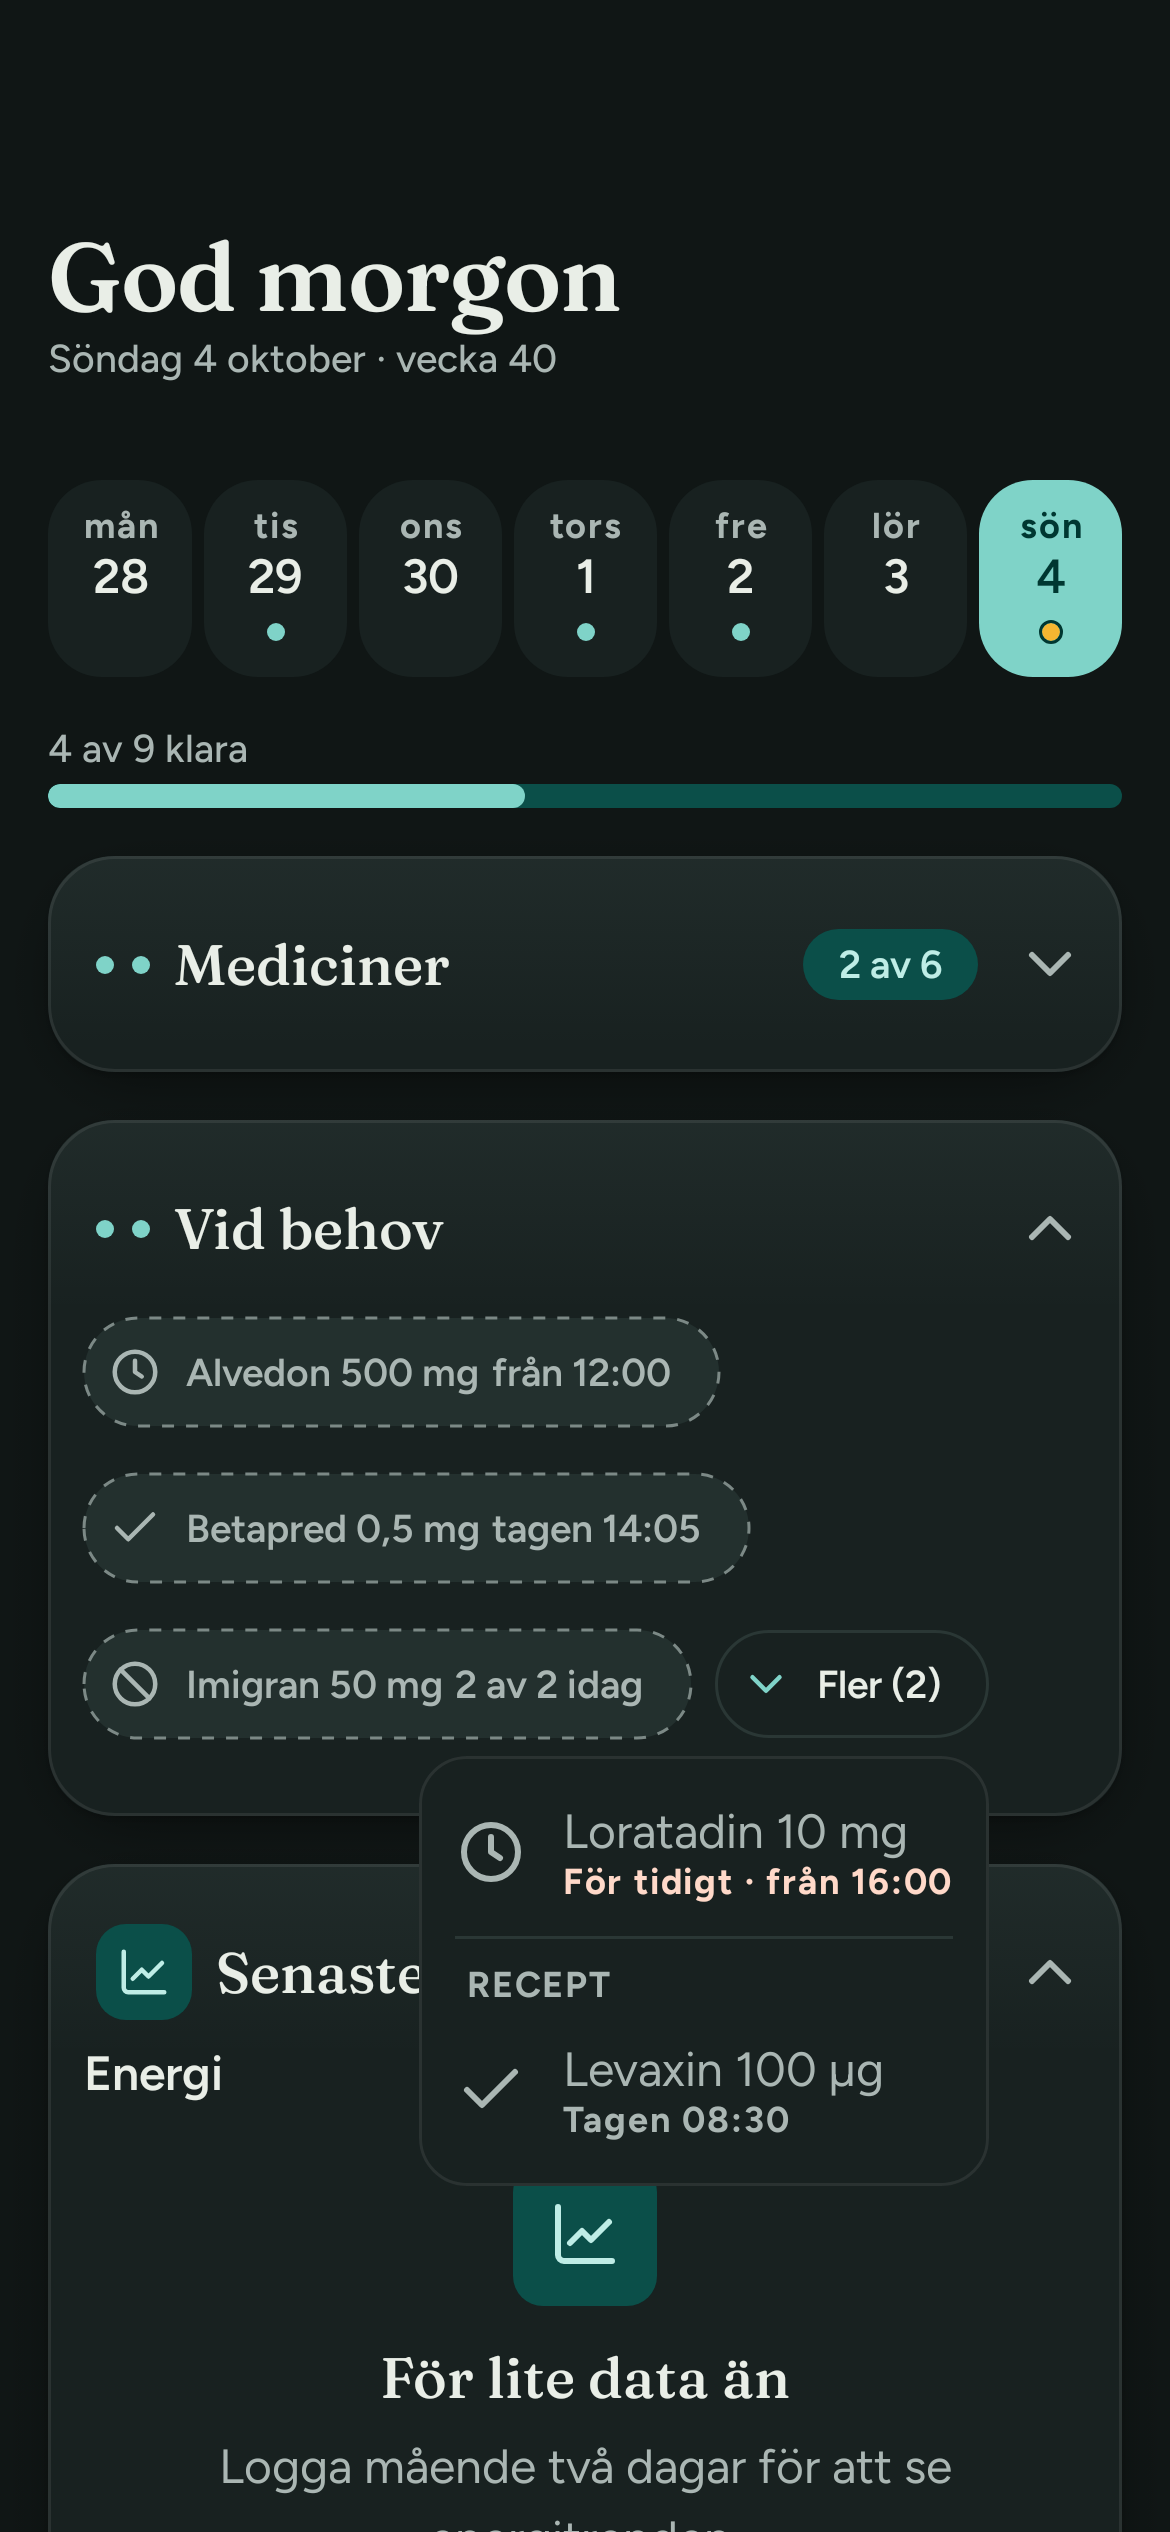 God morgon
Söndag 4 oktober · vecka 40
mån tis ons tors fre lör sön
28 29 30 1 2 3 4
4 av 9 klara
Mediciner 2 av 6
Vid behov
Alvedon 500 mg från 12:00
Betapred 0,5 mg tagen 14:05
Imigran 50 mg 2 av 2 idag Fler (2)
Loratadin 10 mg
För tidigt · från 16:00
RECEPT
Levaxin 100 µg
Tagen 08:30
Senaste
Energi
För lite data än
Logga mående två dagar för att se